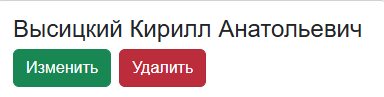 Высицкий Кирилл Анатольевич
Изменить Удалить